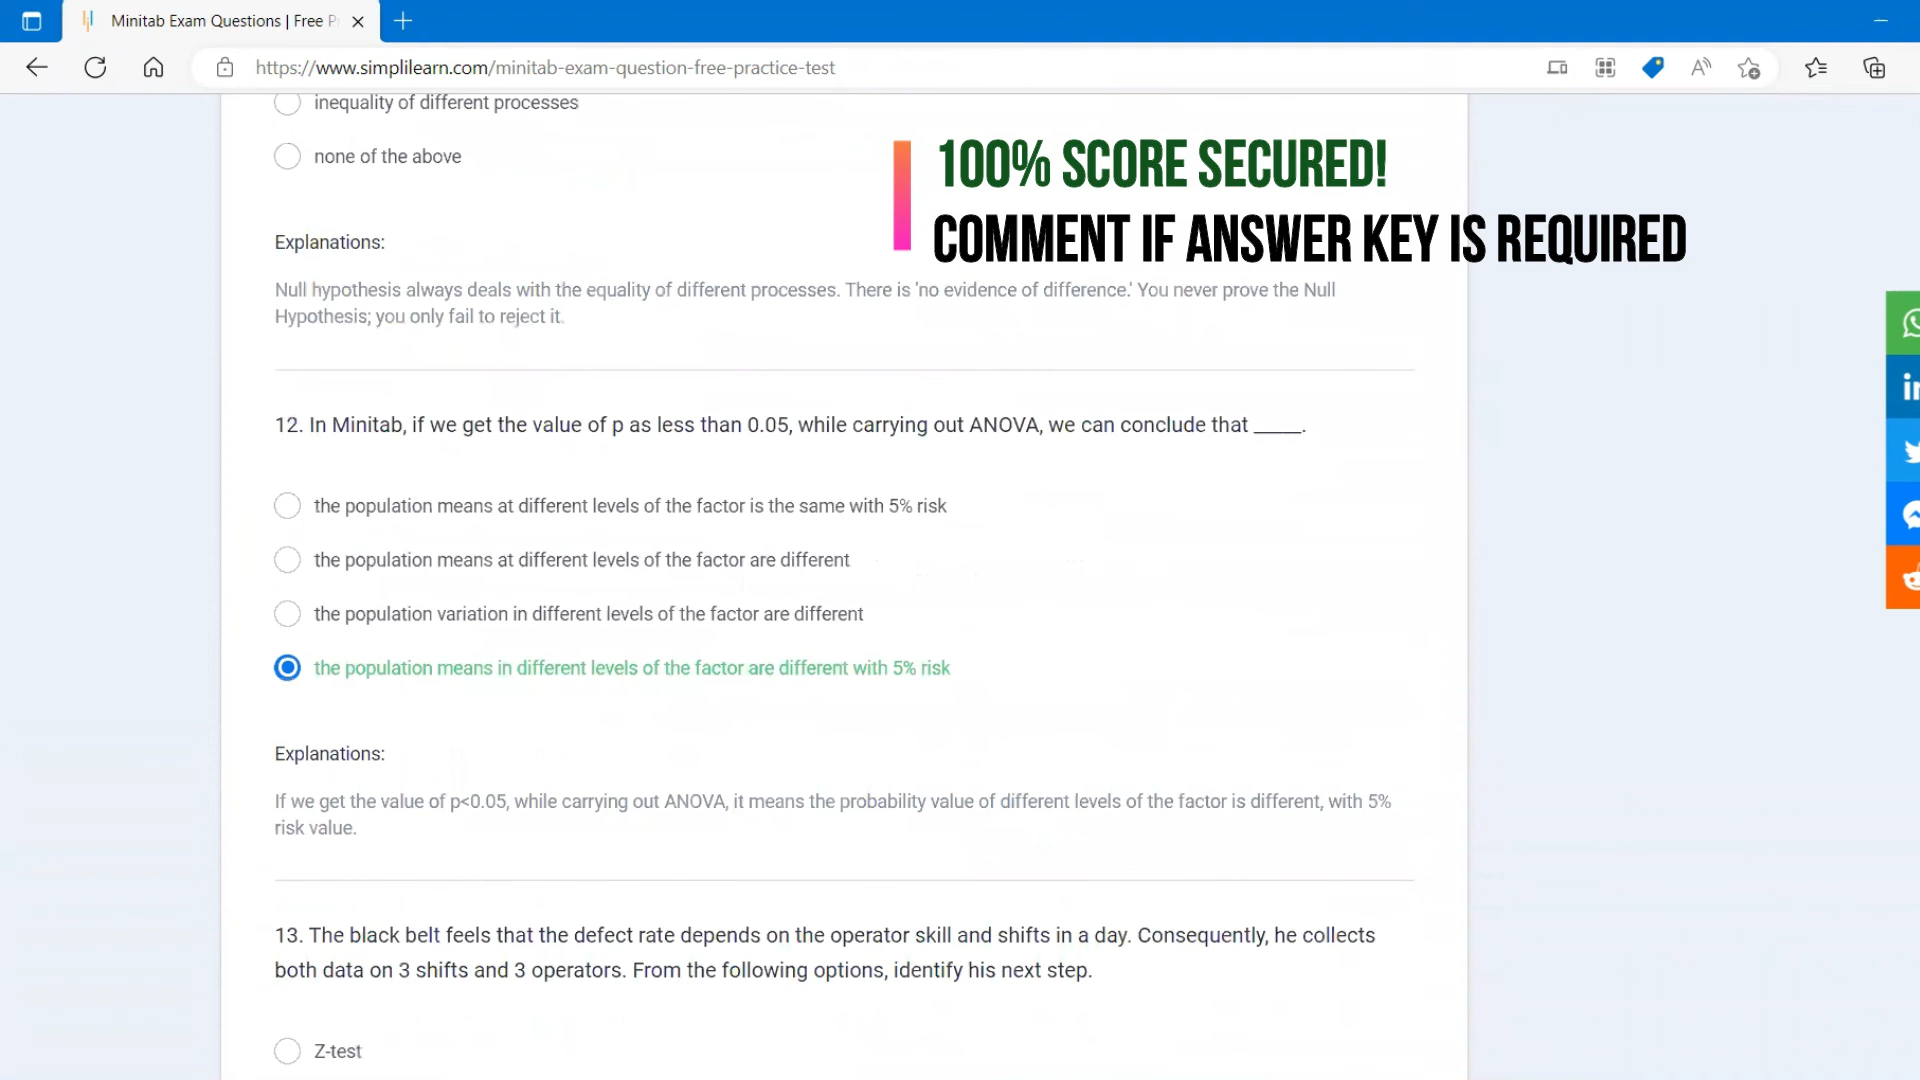 Minitab Exam Questions | Free P
https://www.simplilearn.com/minitab-exam-question-free-practice-test
inequality of different processes
none of the above
100% SCORE SECURED!
COMMENT IF ANSWER KEY IS REQUIRED
Explanations:
Null hypothesis always deals with the equality of different processes. There is 'no evidence of difference.' You never prove the Null
Hypothesis; you only fail to reject it.
12. In Minitab, if we get the value of p as less than 0.05, while carrying out ANOVA, we can conclude that _____.
the population means at different levels of the factor is the same with 5% risk
the population means at different levels of the factor are different
the population variation in different levels of the factor are different
the population means in different levels of the factor are different with 5% risk
Explanations:
If we get the value of p<0.05, while carrying out ANOVA, it means the probability value of different levels of the factor is different, with 5%
risk value.
13. The black belt feels that the defect rate depends on the operator skill and shifts in a day. Consequently, he collects
both data on 3 shifts and 3 operators. From the following options, identify his next step.
Z-test